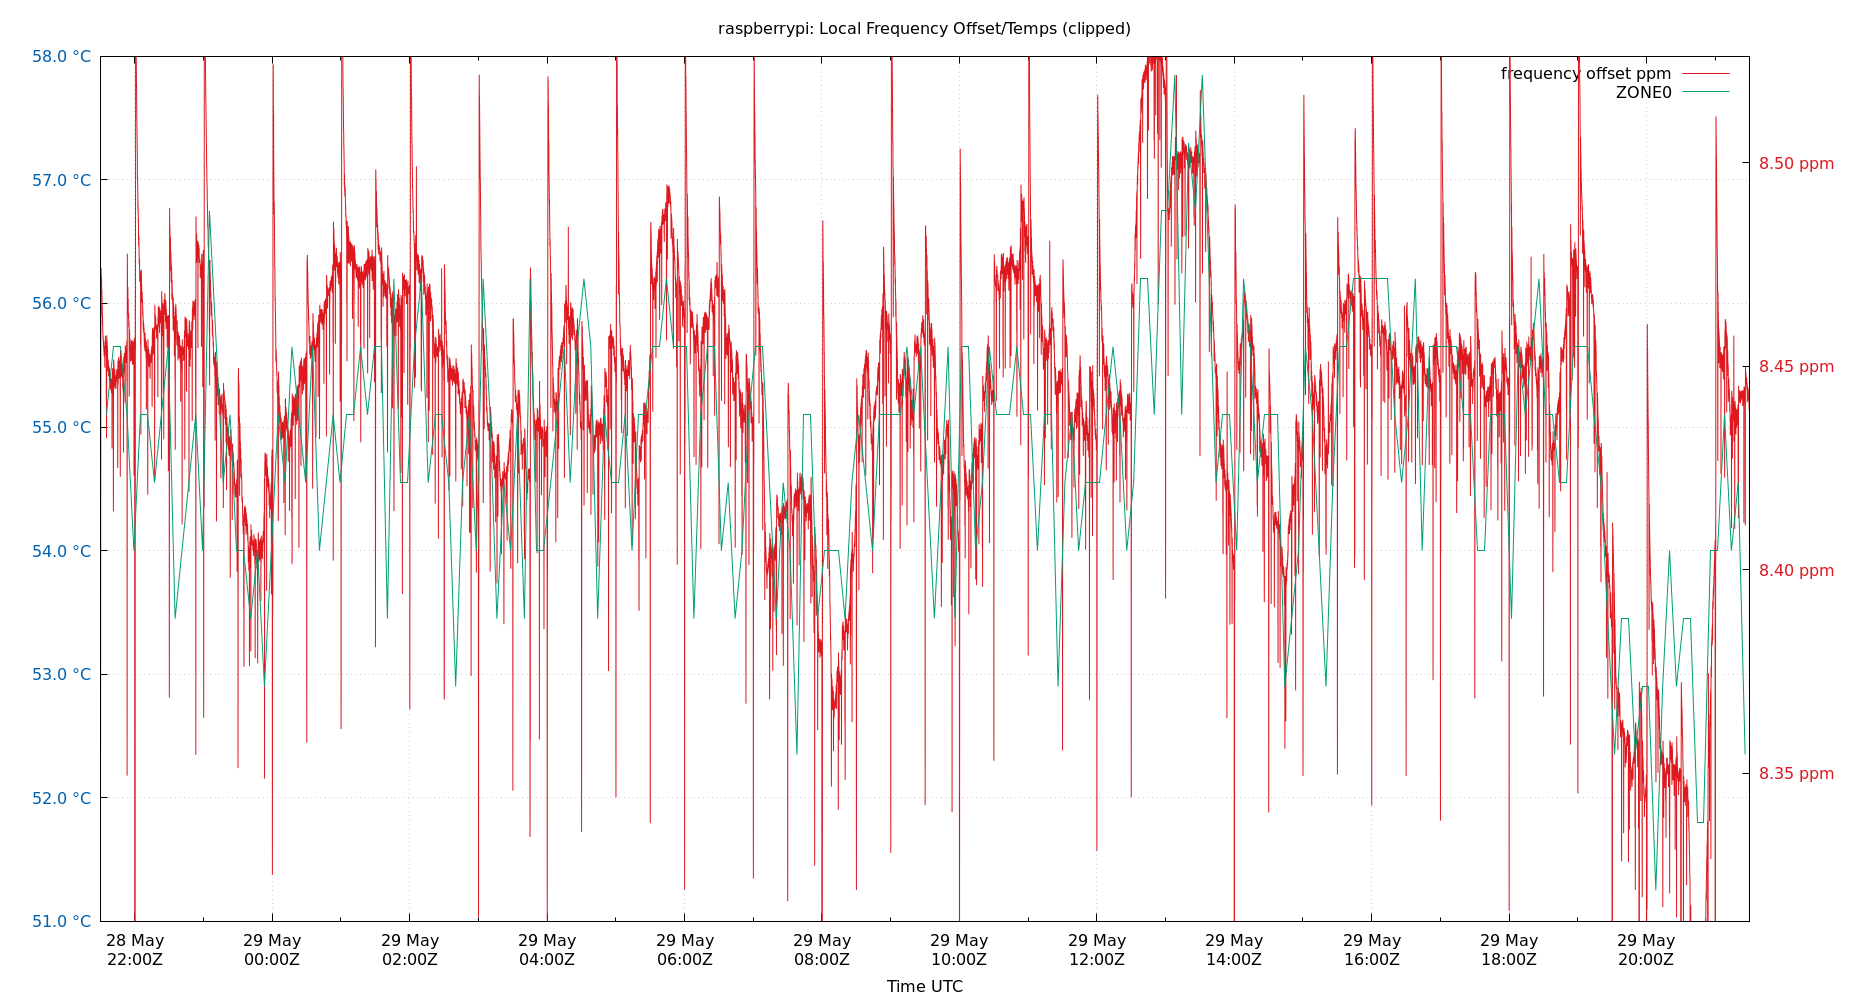 raspberrypi: Local Frequency Offset/Temps (clipped)
58.0 °C
57.0 °C
56.0 °C
55.0 °C
54.0 °C
53.0 °C
52.0 °C
51.0 °C
frequency offset ppm
ZONE0
8.50 ppm
8.45 ppm
8.40 ppm
8.35 ppm
28 May
22:00Z
29 May
00:00Z
29 May
02:00Z
29 May
04:00Z
29 May
06:00Z
29 May
08:00Z
29 May
10:00Z
29 May
12:00Z
29 May
14:00Z
29 May
16:00Z
29 May
18:00Z
29 May
20:00Z
Time UTC